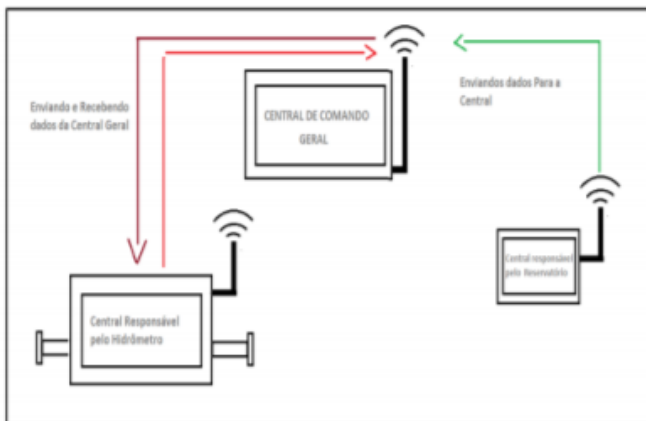 Enviando e Recebendo
dados da Central Geral
CENTRAL DE COMANDO
GERAL
Enviandos dados Para a
Central
Central responsável
pelo Reservatório
Central Responsável
pelo Hidrômetro